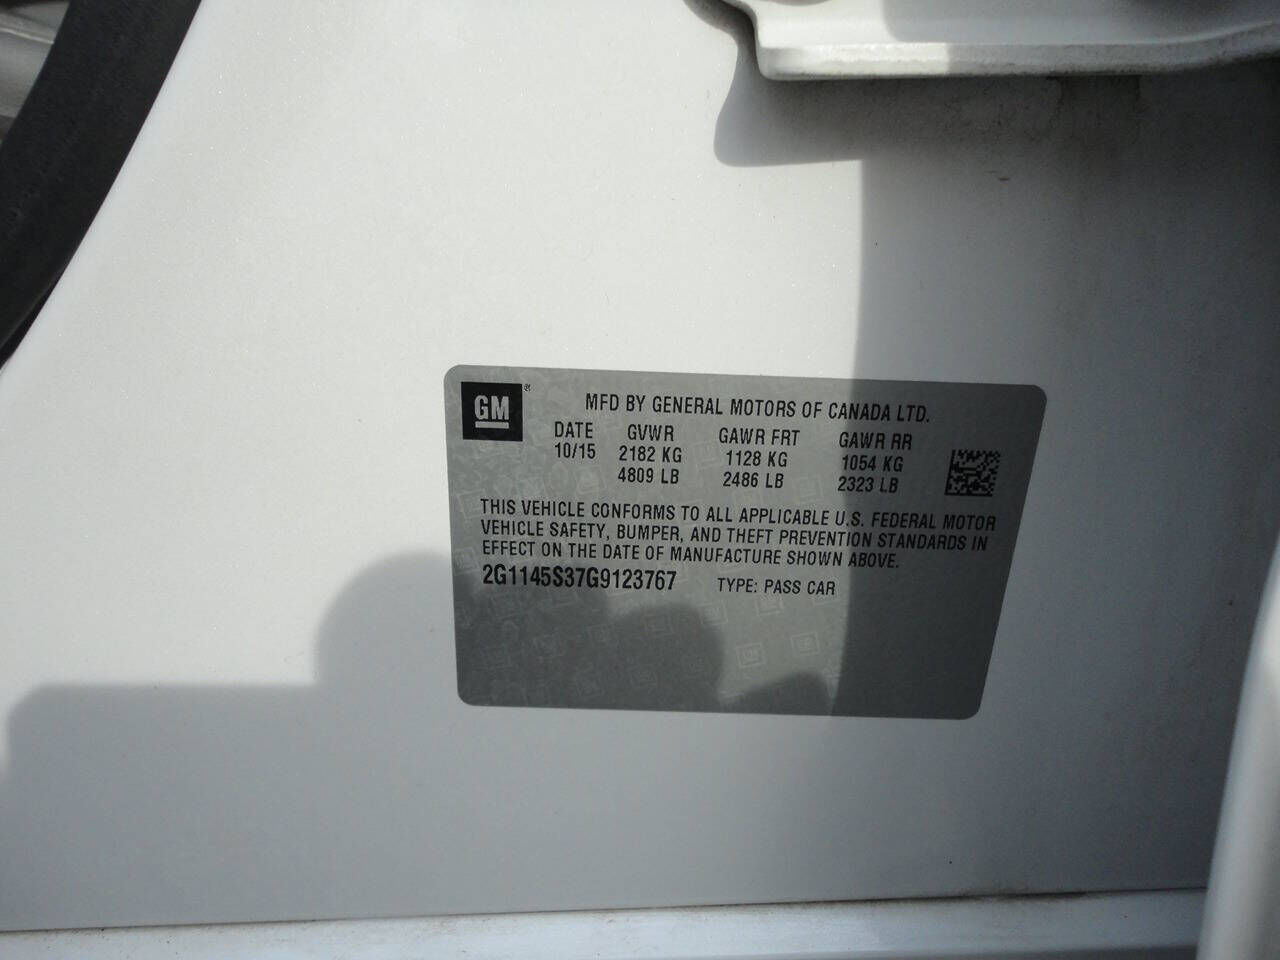 GM®
MFD BY GENERAL MOTORS OF CANADA LTD.
DATE GVWR GAWR FRT GAWR RR
10/15 2182 KG 1128 KG 1054 KG
4809 LB 2486 LB 2323 LB
THIS VEHICLE CONFORMS TO ALL APPLICABLE U.S. FEDERAL MOTOR
VEHICLE SAFETY, BUMPER, AND THEFT PREVENTION STANDARDS IN
EFFECT ON THE DATE OF MANUFACTURE SHOWN ABOVE.
2G1145S37G9123767 TYPE: PASS CAR